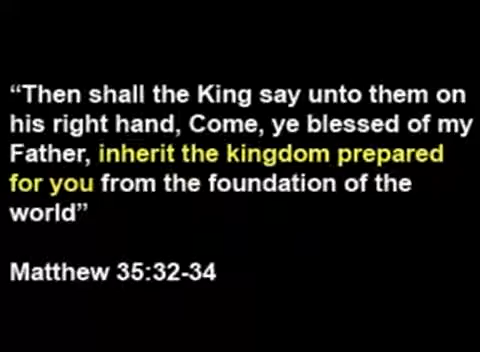 “Then shall the King say unto them on
his right hand, Come, ye blessed of my
Father, inherit the kingdom prepared
for you from the foundation of the
world”
Matthew 35:32-34